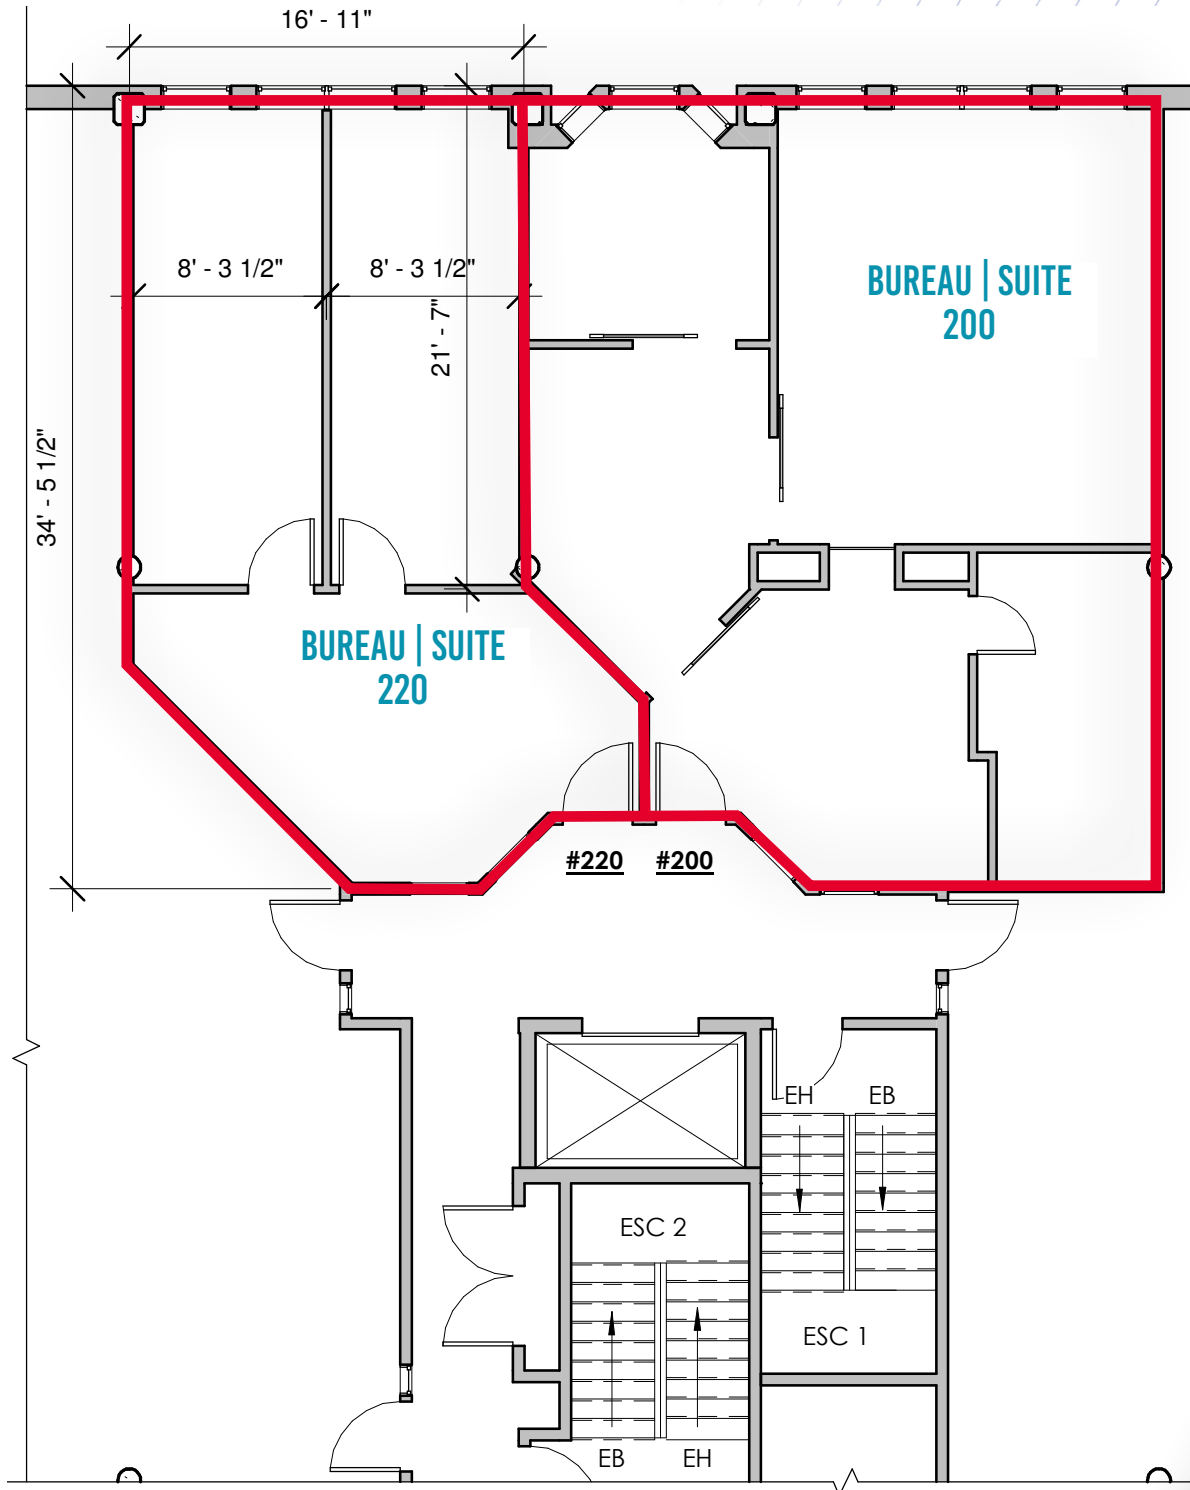 16' - 11"
8' - 3 1/2"
8' - 3 1/2"
21' - 7"
34' - 5 1/2"
BUREAU | SUITE
200
BUREAU | SUITE
220
#220
#200
EH
EB
ESC 2
ESC 1
EB
EH